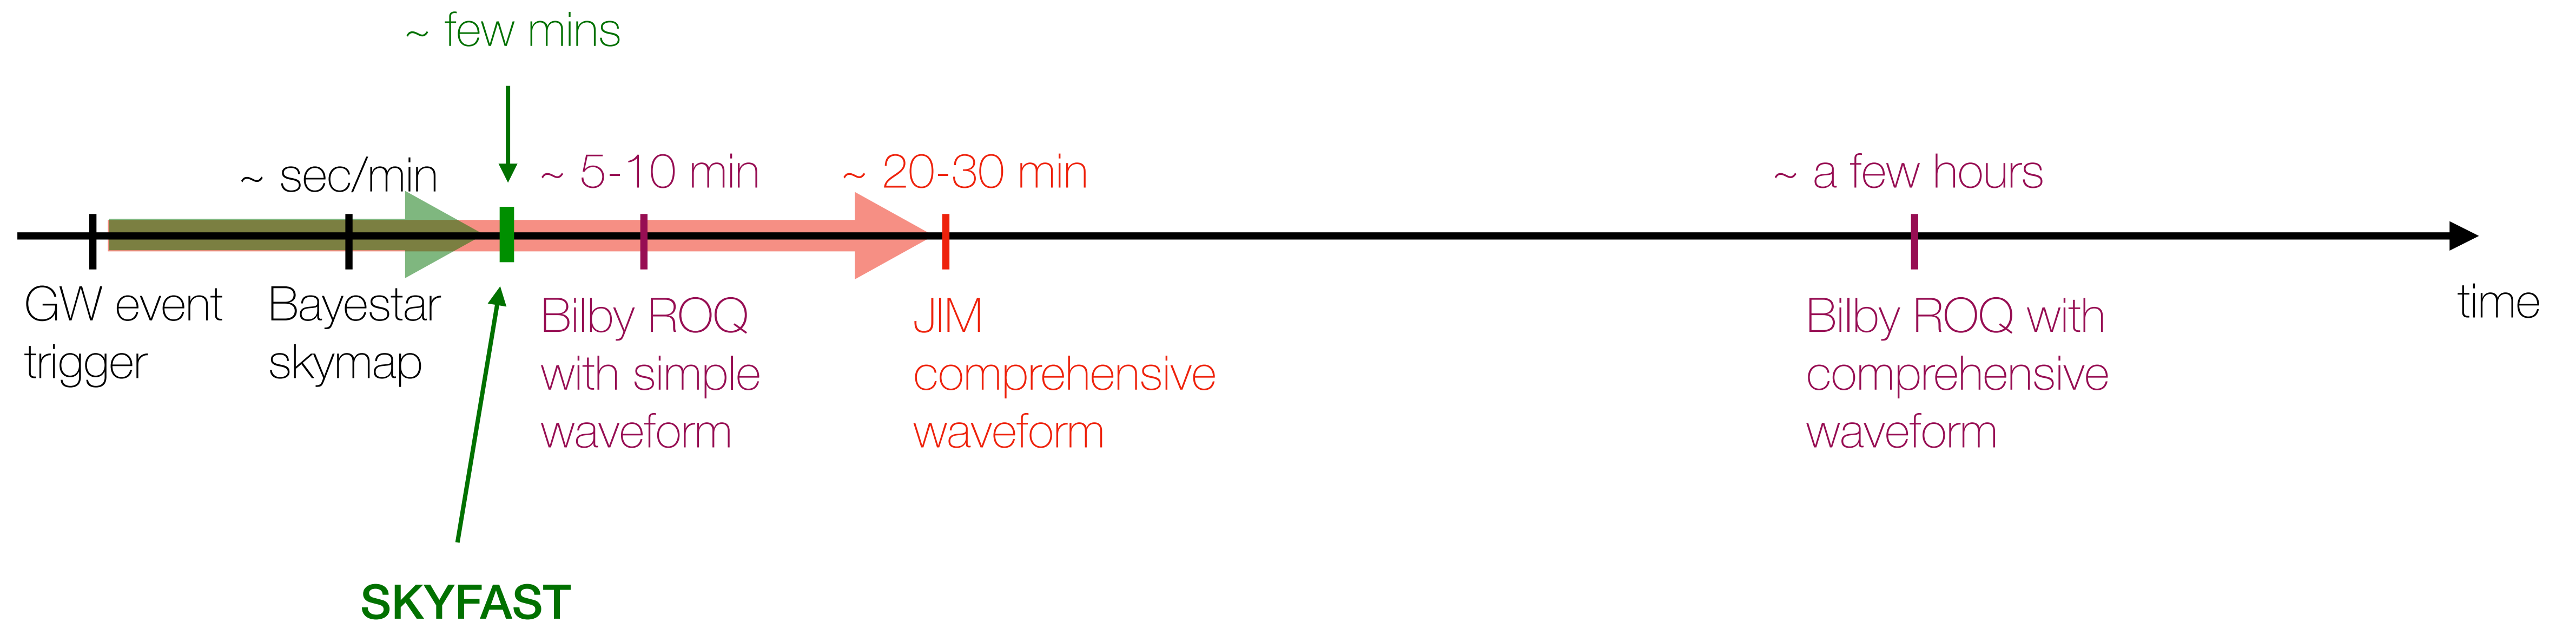 ~ few mins
~ sec/min
~ 5-10 min
~ 20-30 min
~ a few hours
GW event
trigger
Bayestar
skymap
Bilby ROQ
with simple
waveform
JIM
comprehensive
waveform
Bilby ROQ with
comprehensive
waveform
time
SKYFAST